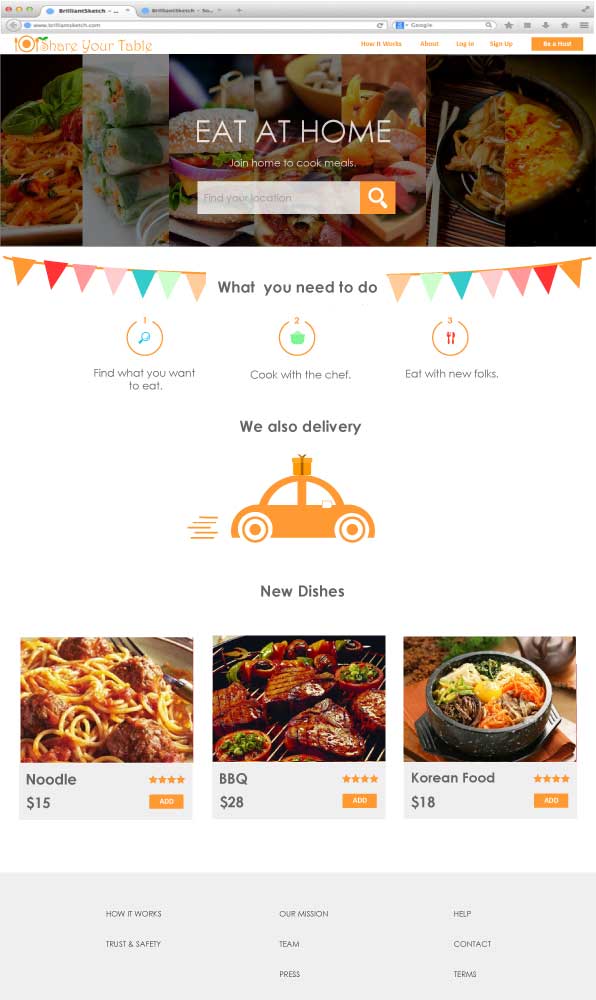 BrilliantSketch - ...
BrilliantSketch - So...
www.brilliantsketch.com
Google
Share Your Table
How It Works
About
Log In
Sign Up
Be a Host
EAT AT HOME
Join home to cook meals.
Find your location
What you need to do
1
2
3
Find what you want
to eat.
Cook with the chef.
Eat with new folks.
We also delivery
New Dishes
Noodle
$15
ADD
BBQ
$28
ADD
Korean Food
$18
ADD
HOW IT WORKS
OUR MISSION
HELP
TRUST & SAFETY
TEAM
CONTACT
PRESS
TERMS